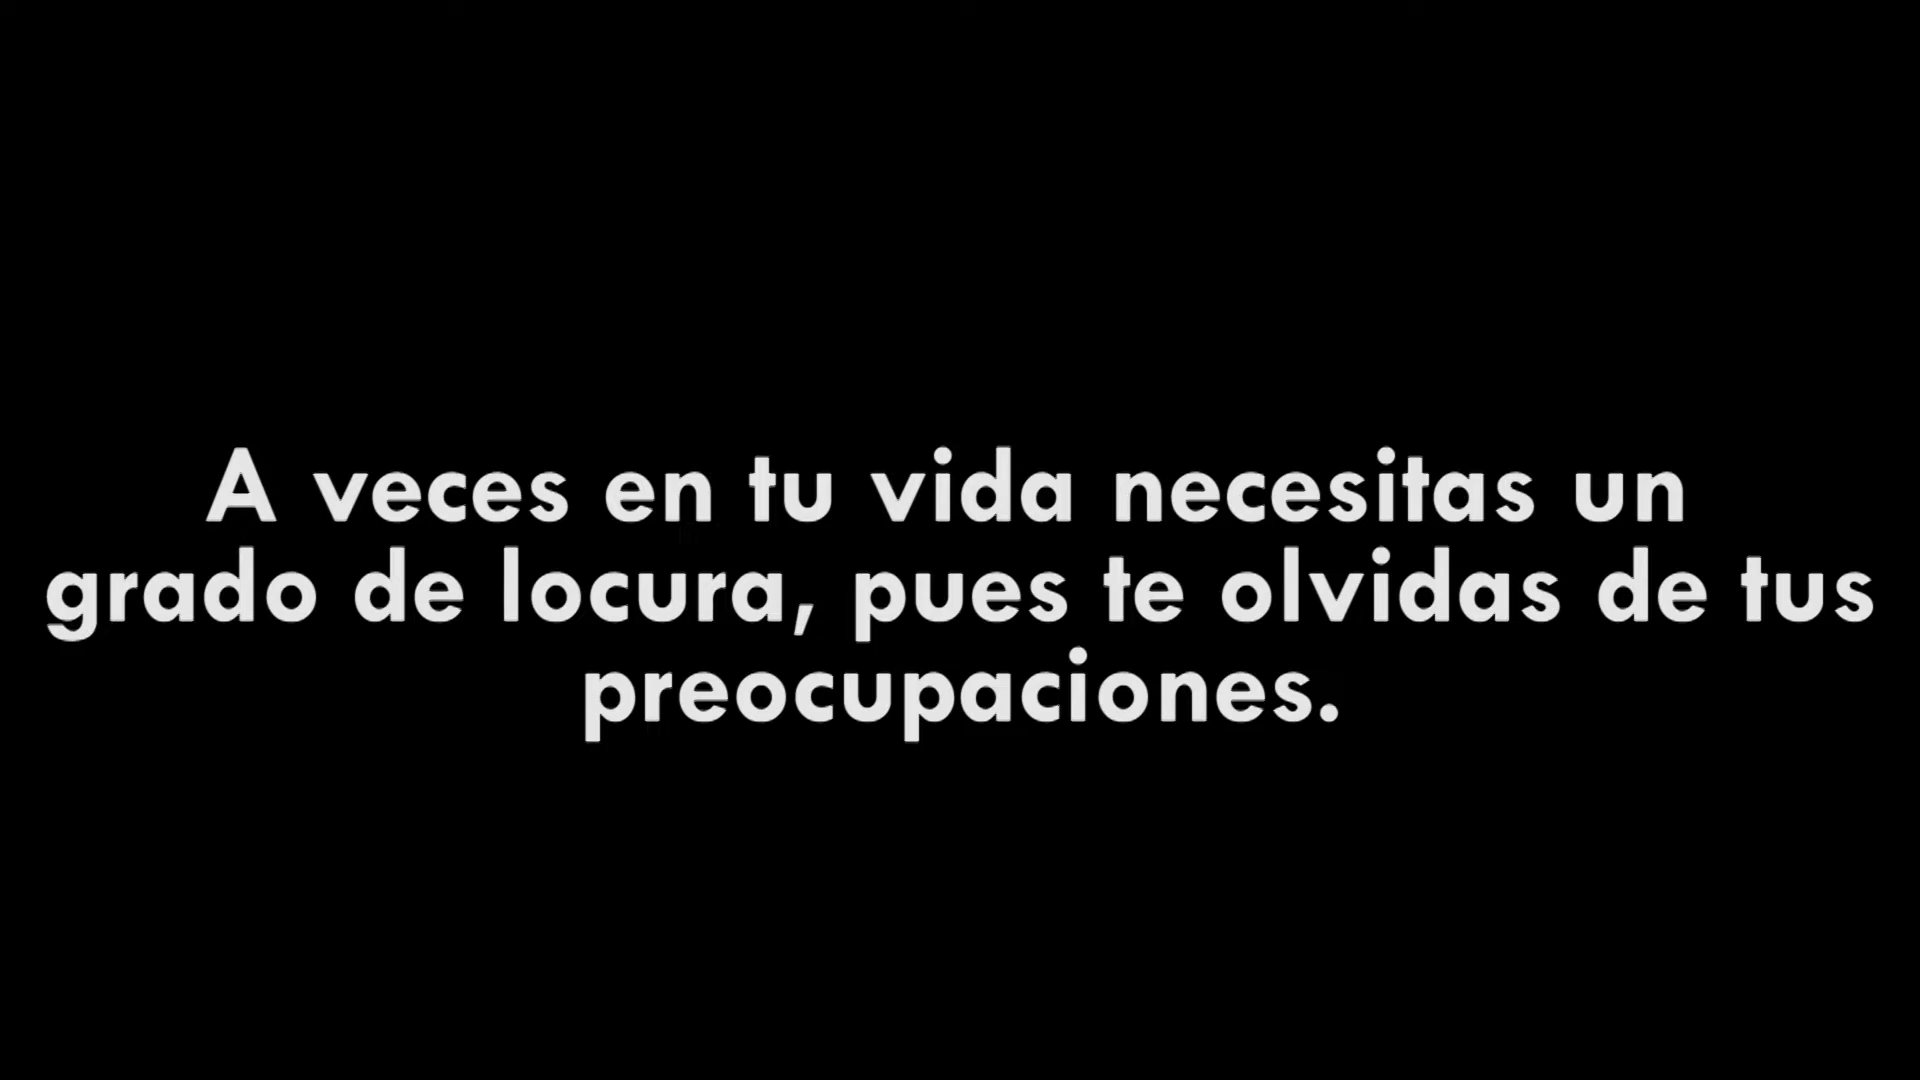 A veces en tu vida necesitas un
grado de locura, pues te olvidas de tus
preocupaciones.